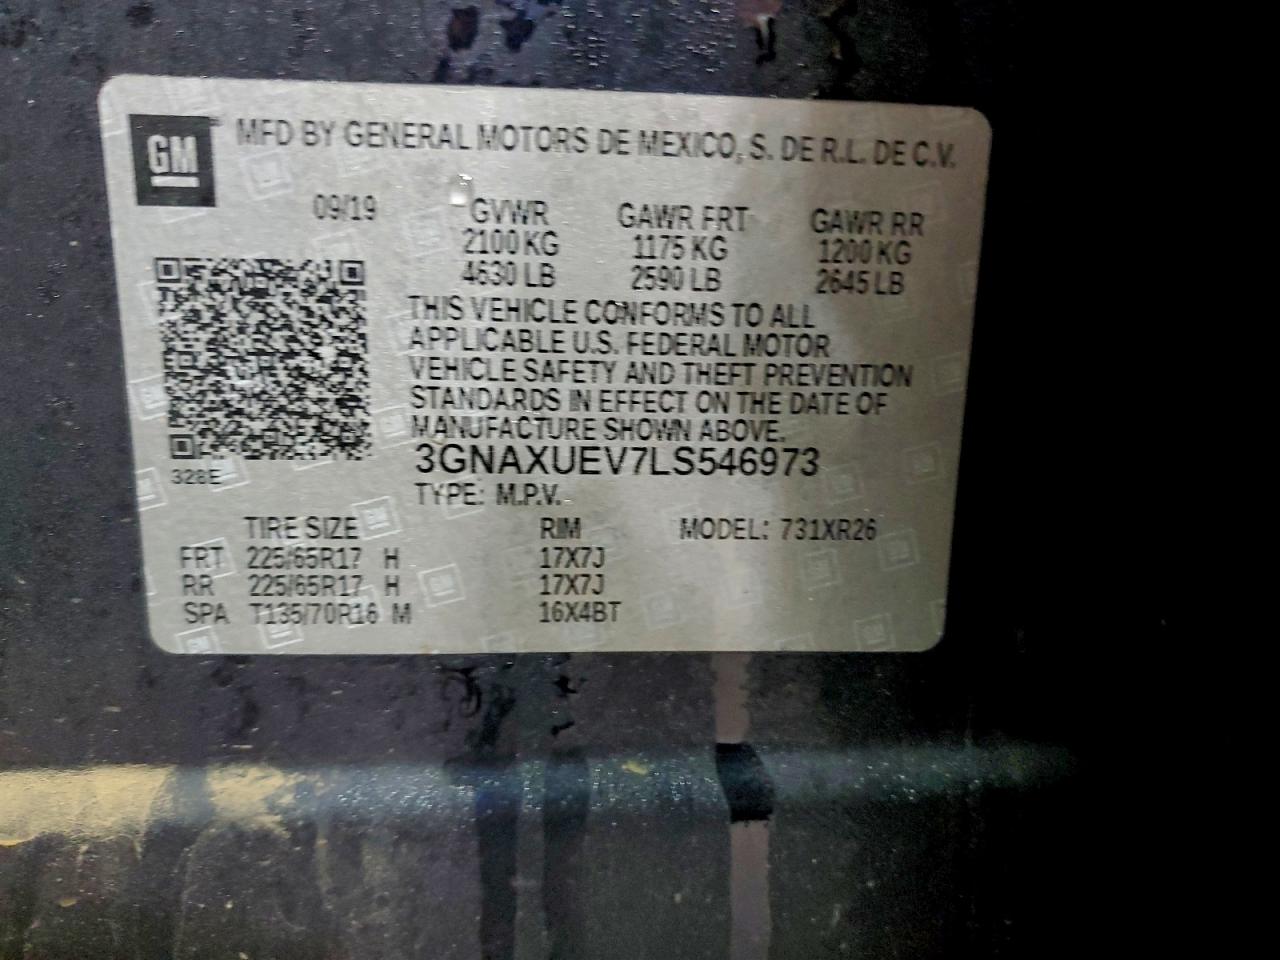 GM MFD BY GENERAL MOTORS DE MEXICO, S. DE R.L. DE C.V.
09/19 GVWR GAWR FRT GAWR RR
2100 KG 1175 KG 1200 KG
4630 LB 2590 LB 2645 LB
THIS VEHICLE CONFORMS TO ALL
APPLICABLE U.S. FEDERAL MOTOR
VEHICLE SAFETY AND THEFT PREVENTION
STANDARDS IN EFFECT ON THE DATE OF
MANUFACTURE SHOWN ABOVE.
3GNAXUEV7LS546973
328E
TYPE: M.P.V.
TIRE SIZE RIM MODEL: 731XR26
FRT 225/65R17 H 17X7J
RR 225/65R17 H 17X7J
SPA T135/70R16 M 16X4BT